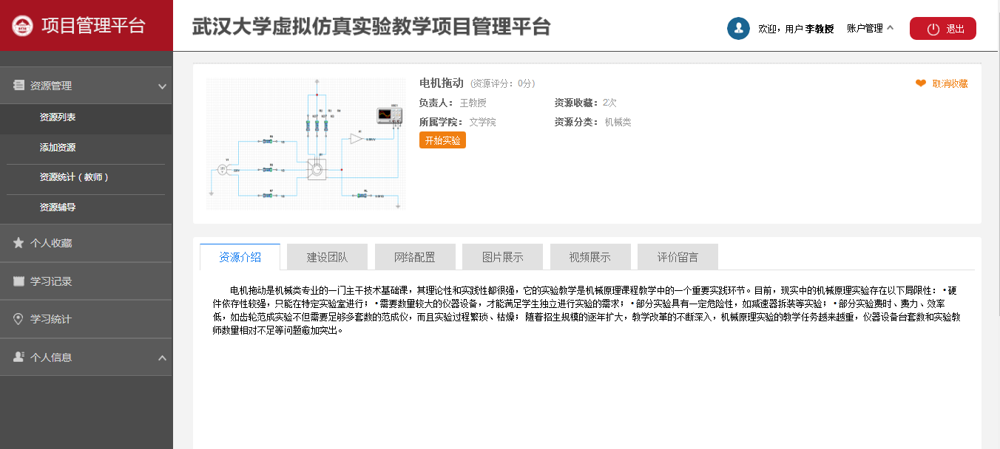 项目管理平台
武汉大学虚拟仿真实验教学项目管理平台
欢迎，用户 李教授 账户管理 退出
资源管理
资源列表
添加资源
资源统计（教师）
资源辅导
个人收藏
学习记录
学习统计
个人信息
电机拖动 (资源评分：0分)
取消收藏
负责人： 王教授 资源收藏：2次
所属学院： 文学院 资源分类： 机械类
开始实验
资源介绍 建设团队 网络配置 图片展示 视频展示 评价留言
电机拖动是机械类专业的一门主干技术基础课，其理论性和实践性都很强，它的实验教学是机械原理课程教学中的一个重要实践环节。目前，现实中的机械原理实验存在以下局限性： •硬
件依存性较强，只能在特定实验室进行； •需要数量较大的仪器设备，才能满足学生独立进行实验的需求； •部分实验具有一定危险性，如减速器拆装等实验； •部分实验费时、费力、效率
低，如齿轮范成实验不但需要足够多套数的范成仪，而且实验过程繁琐、枯燥； 随着招生规模的逐年扩大，教学改革的不断深入，机械原理实验的教学任务越来越重，仪器设备台套数和实验教
师数量相对不足等问题愈加突出。